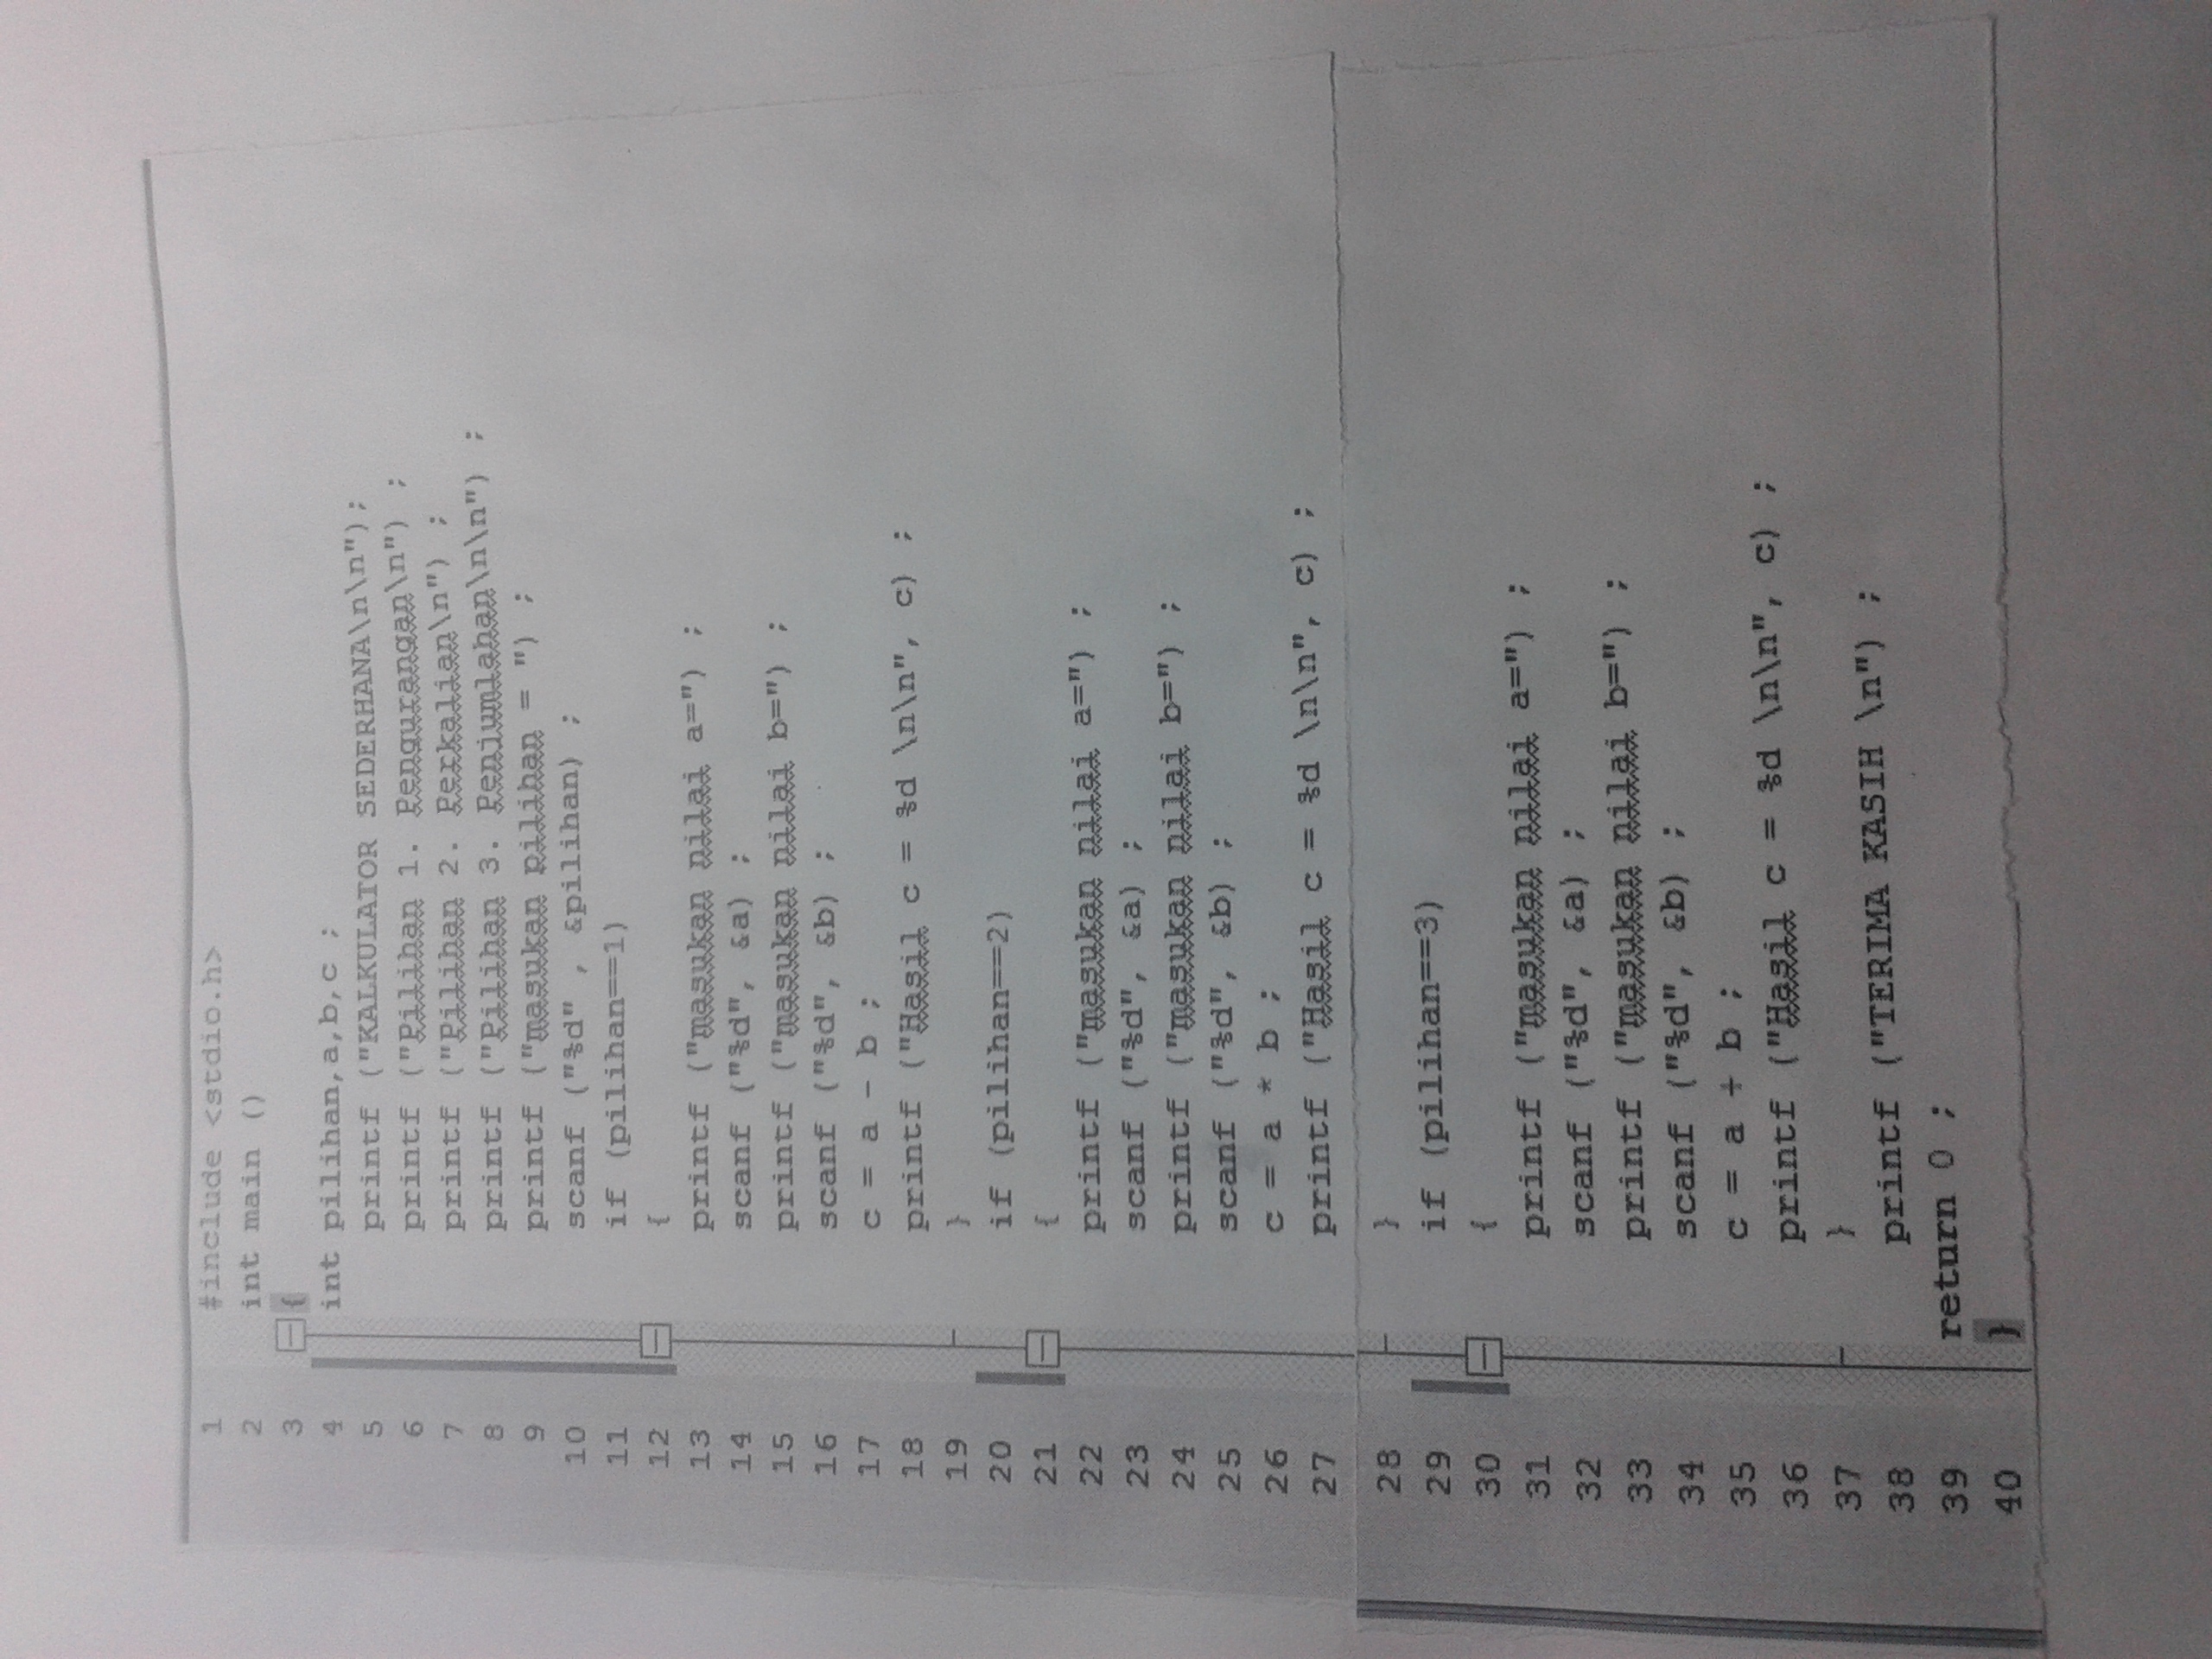 1 #include <stdio.h>
2 int main ()
3 {
4 int pilihan,a,b,c ;
5 printf ("KALKULATOR SEDERHANA\n\n");
6 printf ("Pilihan 1. Pengurangan\n") ;
7 printf ("Pilihan 2. Perkalian\n") ;
8 printf ("Pilihan 3. Penjumlahan\n\n") ;
9 printf ("masukan pilihan = ") ;
10 scanf ("%d" , &pilihan) ;
11 if (pilihan==1)
12 {
13 printf ("masukan nilai a=") ;
14 scanf ("%d", &a) ;
15 printf ("masukan nilai b=") ;
16 scanf ("%d", &b) ;
17 c = a - b ;
18 printf ("Hasil c = %d \n\n", c) ;
19 }
20 if (pilihan==2)
21 {
22 printf ("masukan nilai a=") ;
23 scanf ("%d", &a) ;
24 printf ("masukan nilai b=") ;
25 scanf ("%d", &b) ;
26 c = a * b ;
27 printf ("Hasil c = %d \n\n", c) ;
28 }
29 if (pilihan==3)
30 {
31 printf ("masukan nilai a=") ;
32 scanf ("%d", &a) ;
33 printf ("masukan nilai b=") ;
34 scanf ("%d", &b) ;
35 c = a + b ;
36 printf ("Hasil c = %d \n\n", c) ;
37 }
38 printf ("TERIMA KASIH \n") ;
39 return 0 ;
40 }